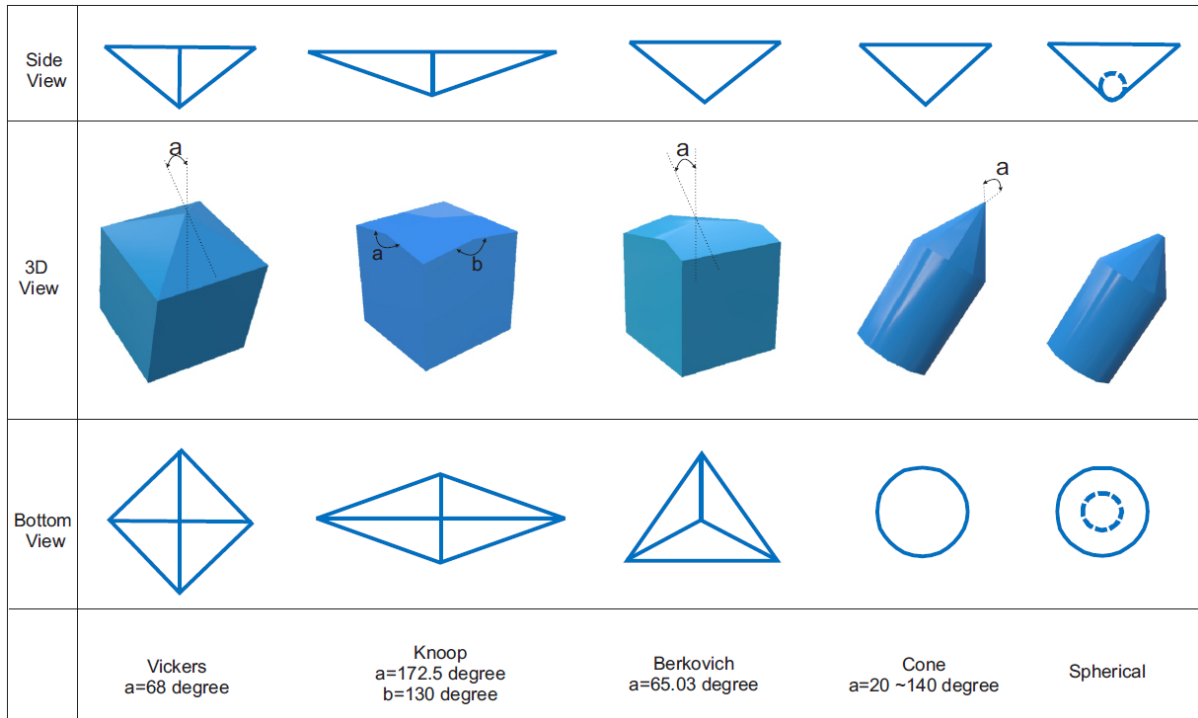 Side
View
a
a
a
3D
View
a
b
Bottom
View
Vickers
a=68 degree
Knoop
a=172.5 degree
b=130 degree
Berkovich
a=65.03 degree
Cone
a=20 ~140 degree
Spherical